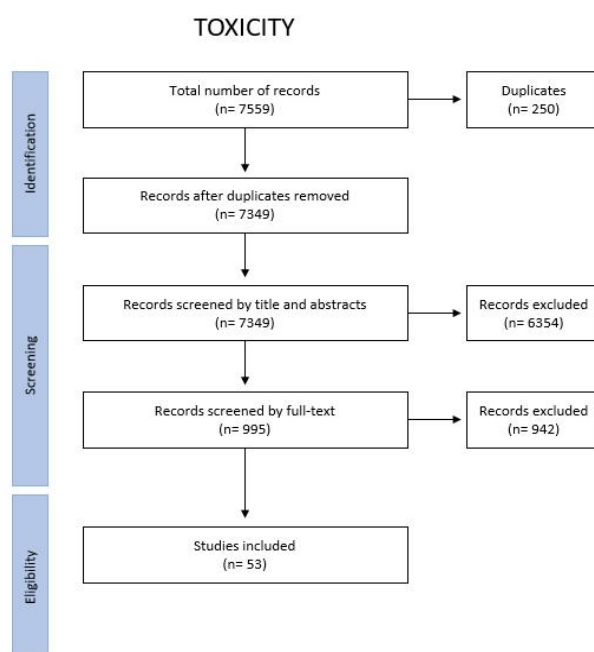 TOXICITY
Identification
Total number of records
(n= 7559)
Duplicates
(n= 250)
Records after duplicates removed
(n= 7349)
Screening
Records screened by title and abstracts
(n= 7349)
Records excluded
(n= 6354)
Records screened by full-text
(n= 995)
Records excluded
(n= 942)
Eligibility
Studies included
(n= 53)